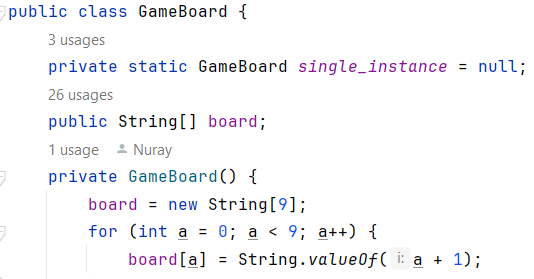 public class GameBoard {
3 usages
private static GameBoard single_instance = null;
26 usages
public String[] board;
1 usage Nuray
private GameBoard() {
board = new String[9];
for (int a = 0; a < 9; a++) {
board[a] = String.valueOf( i: a + 1);